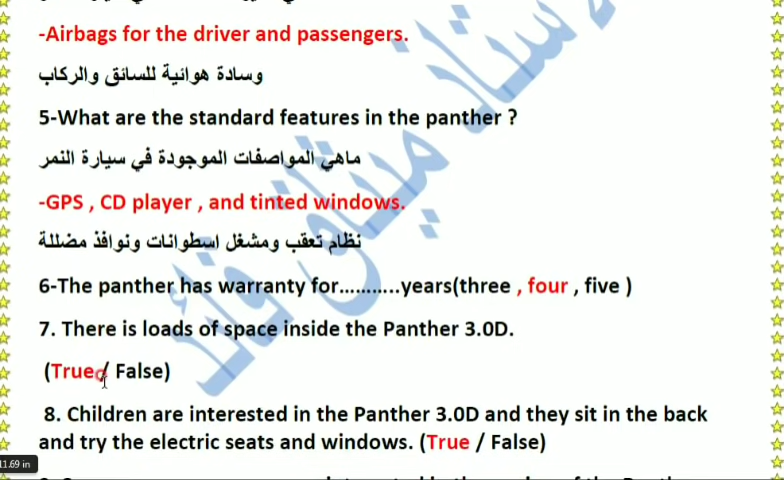 -Airbags for the driver and passengers.
وسادة هوائية للسائق والركاب
5-What are the standard features in the panther ?
ماهي المواصفات الموجودة في سيارة النمر
-GPS , CD player , and tinted windows.
نظام تعقب ومشغل اسطوانات ونوافذ مضللة
6-The panther has warranty for...........years(three , four , five )
7. There is loads of space inside the Panther 3.0D.
(True / False)
8. Children are interested in the Panther 3.0D and they sit in the back
and try the electric seats and windows. (True / False)
11.69 in